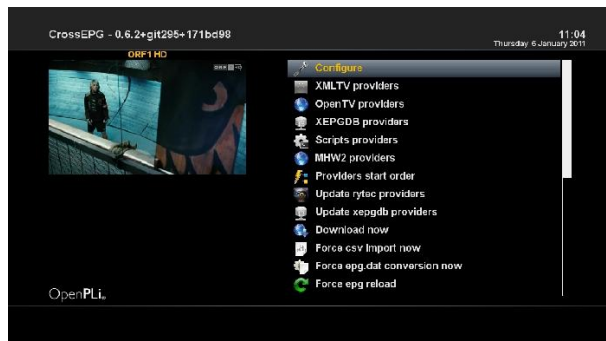 CrossEPG - 0.6.2+git295+171bd98
11:04
Thursday 6 January 2011
ORF1 HD
Configure
XMLTV providers
OpenTV providers
XEPGDB providers
Scripts providers
MHW2 providers
Providers start order
Update rytec providers
Update xepgdb providers
Download now
Force csv import now
Force epg.dat conversion now
Force epg reload
OpenPLi.